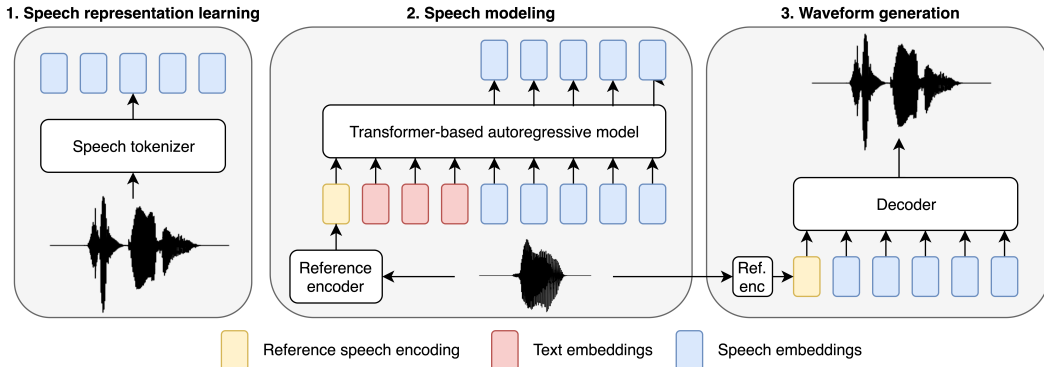 1. Speech representation learning
2. Speech modeling
3. Waveform generation
Speech tokenizer
Transformer-based autoregressive model
Reference
encoder
Decoder
Ref.
enc
Reference speech encoding
Text embeddings
Speech embeddings